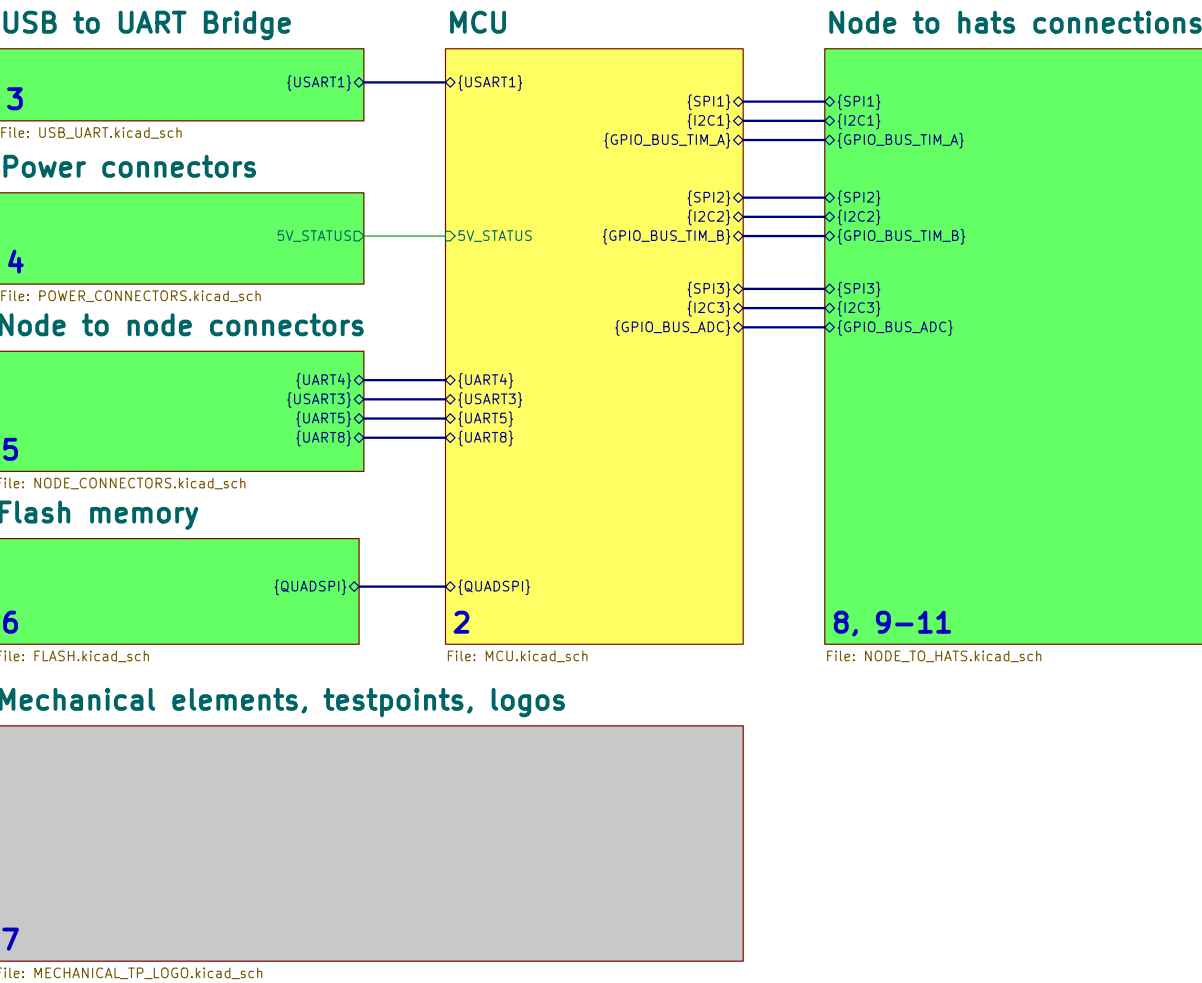 USB to UART Bridge
{USART1}
3
File: USB_UART.kicad_sch
Power connectors
5V_STATUS
4
File: POWER_CONNECTORS.kicad_sch
Node to node connectors
{UART4}
{USART3}
{UART5}
{UART8}
5
File: NODE_CONNECTORS.kicad_sch
Flash memory
{QUADSPI}
6
File: FLASH.kicad_sch
MCU
{USART1}
5V_STATUS
{UART4}
{USART3}
{UART5}
{UART8}
{QUADSPI}
{SPI1}
{I2C1}
{GPIO_BUS_TIM_A}
{SPI2}
{I2C2}
{GPIO_BUS_TIM_B}
{SPI3}
{I2C3}
{GPIO_BUS_ADC}
2
File: MCU.kicad_sch
Node to hats connections
{SPI1}
{I2C1}
{GPIO_BUS_TIM_A}
{SPI2}
{I2C2}
{GPIO_BUS_TIM_B}
{SPI3}
{I2C3}
{GPIO_BUS_ADC}
8, 9-11
File: NODE_TO_HATS.kicad_sch
Mechanical elements, testpoints, logos
7
File: MECHANICAL_TP_LOGO.kicad_sch